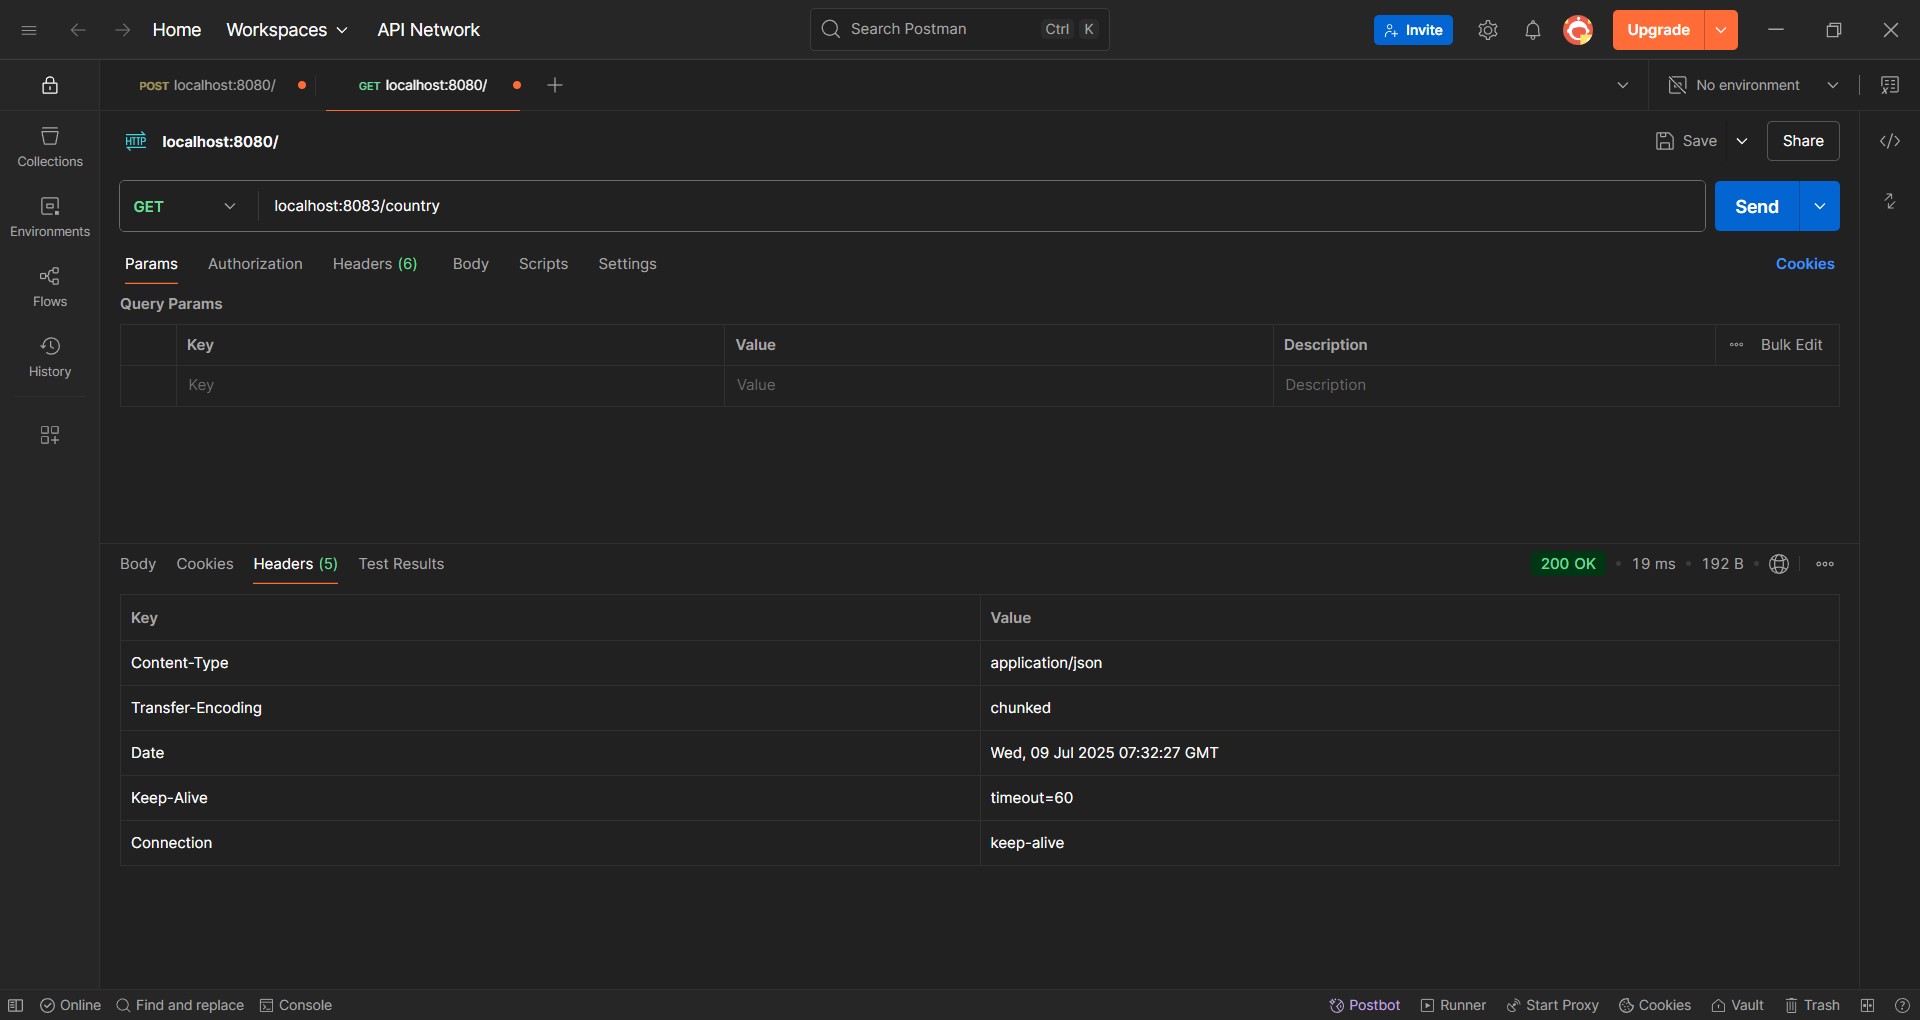 Home Workspaces API Network Search Postman Ctrl K Invite Upgrade
POST localhost:8080/ GET localhost:8080/ No environment
HTTP localhost:8080/ Save Share
GET localhost:8083/country Send
Params Authorization Headers (6) Body Scripts Settings Cookies
Query Params
Key Value Description Bulk Edit
Key Value Description
Collections
Environments
Flows
History
Body Cookies Headers (5) Test Results 200 OK • 19 ms • 192 B •
Key Value
Content-Type application/json
Transfer-Encoding chunked
Date Wed, 09 Jul 2025 07:32:27 GMT
Keep-Alive timeout=60
Connection keep-alive
Online Find and replace Console Postbot Runner Start Proxy Cookies Vault Trash